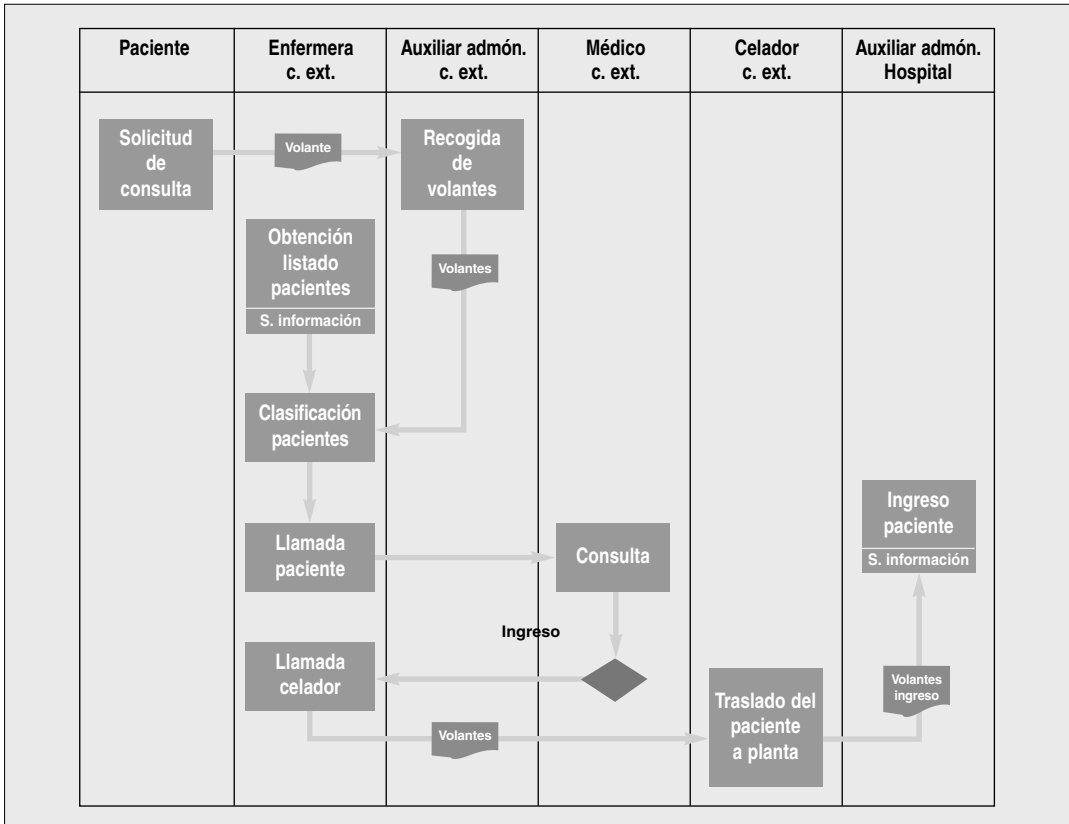 Paciente
Enfermera
c. ext.
Auxiliar admón.
c. ext.
Médico
c. ext.
Celador
c. ext.
Auxiliar admón.
Hospital
Solicitud
de
consulta
Volante
Recogida
de
volantes
Obtención
listado
pacientes
S. información
Volantes
Clasificación
pacientes
Llamada
paciente
Consulta
Ingreso
paciente
S. información
Ingreso
Llamada
celador
Volantes
Traslado del
paciente
a planta
Volantes
ingreso